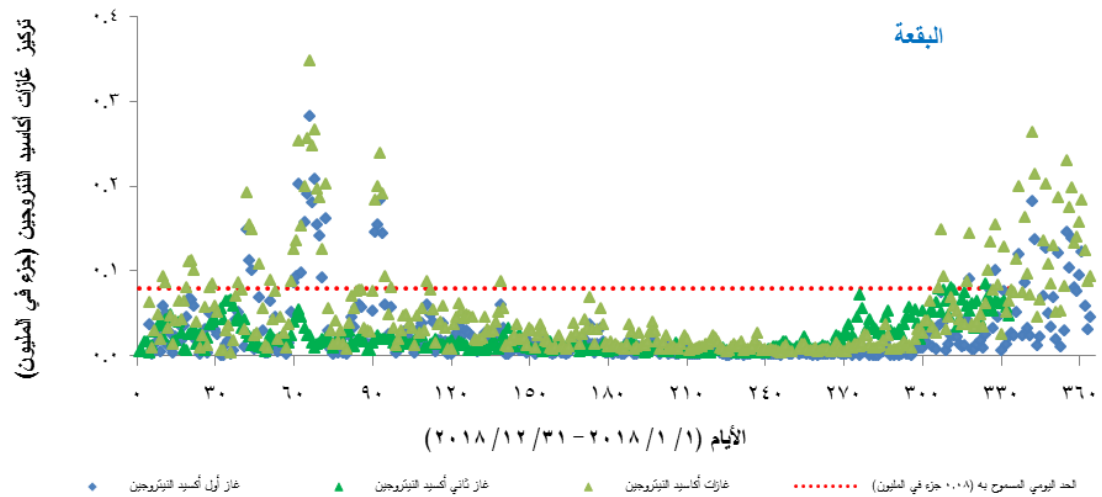 البقعة
تركيز غازات أكاسيد النتروجين (جزء في المليون)
٠.٤
٠.٣
٠.٢
٠.١
٠.٠
٠ ٣٠ ٦٠ ٩٠ ١٢٠ ١٥٠ ١٨٠ ٢١٠ ٢٤٠ ٢٧٠ ٣٠٠ ٣٣٠ ٣٦٠
الأيام (٢٠١٨/١/١ - ٢٠١٨/١٢/٣١)
غاز أول أكسيد النيتروجين غاز ثاني أكسيد النيتروجين غازات أكاسيد النيتروجين الحد اليومي المسموح به (٠.٠٨ جزء في المليون)